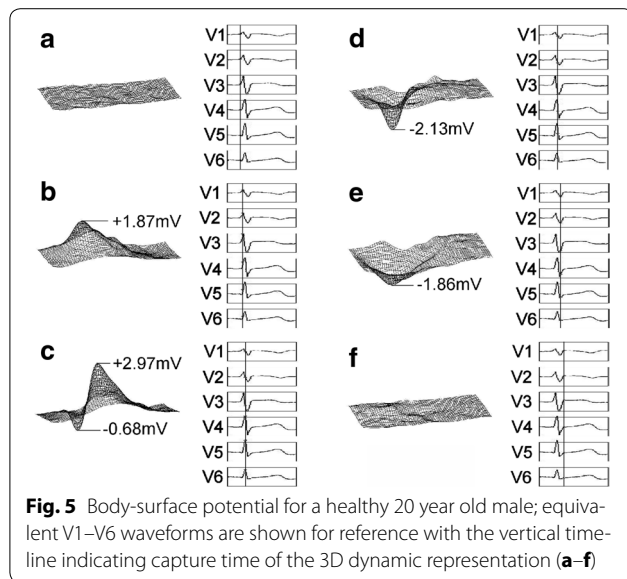 a
V1
V2
V3
V4
V5
V6
b
+1.87mV
V1
V2
V3
V4
V5
V6
c
+2.97mV
-0.68mV
V1
V2
V3
V4
V5
V6
d
-2.13mV
V1
V2
V3
V4
V5
V6
e
-1.86mV
V1
V2
V3
V4
V5
V6
f
V1
V2
V3
V4
V5
V6
Fig. 5 Body-surface potential for a healthy 20 year old male; equiva-
lent V1–V6 waveforms are shown for reference with the vertical time-
line indicating capture time of the 3D dynamic representation (a–f)